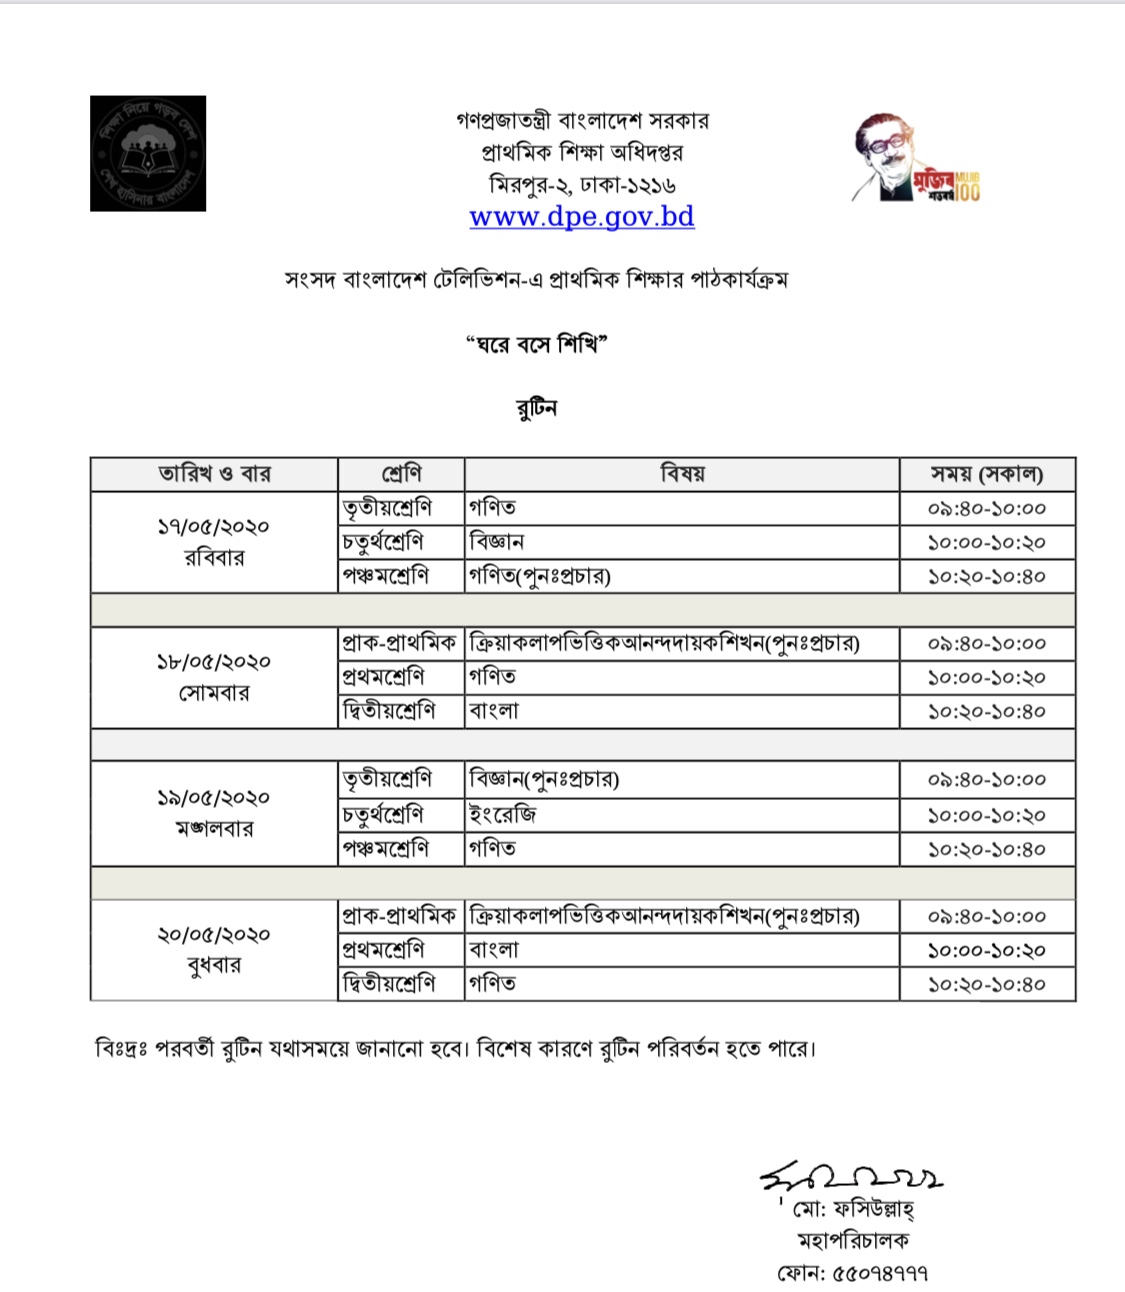 শিক্ষা নিয়ে গড়ব দেশ
শেখ হাসিনার বাংলাদেশ
গণপ্রজাতন্ত্রী বাংলাদেশ সরকার
প্রাথমিক শিক্ষা অধিদপ্তর
মিরপুর-২, ঢাকা-১২১৬
www.dpe.gov.bd
মুজিব MUJIB
শতবর্ষ 100
সংসদ বাংলাদেশ টেলিভিশন-এ প্রাথমিক শিক্ষার পাঠকার্যক্রম
“ঘরে বসে শিখি”
রুটিন
তারিখ ও বার শ্রেণি বিষয় সময় (সকাল)
১৭/০৫/২০২০ রবিবার
তৃতীয়শ্রেণি গণিত ০৯:৪০-১০:০০
চতুর্থশ্রেণি বিজ্ঞান ১০:০০-১০:২০
পঞ্চমশ্রেণি গণিত(পুনঃপ্রচার) ১০:২০-১০:৪০
১৮/০৫/২০২০ সোমবার
প্রাক-প্রাথমিক ক্রিয়াকলাপভিত্তিকআনন্দদায়কশিখন(পুনঃপ্রচার) ০৯:৪০-১০:০০
প্রথমশ্রেণি গণিত ১০:০০-১০:২০
দ্বিতীয়শ্রেণি বাংলা ১০:২০-১০:৪০
১৯/০৫/২০২০ মঙ্গলবার
তৃতীয়শ্রেণি বিজ্ঞান(পুনঃপ্রচার) ০৯:৪০-১০:০০
চতুর্থশ্রেণি ইংরেজি ১০:০০-১০:২০
পঞ্চমশ্রেণি গণিত ১০:২০-১০:৪০
২০/০৫/২০২০ বুধবার
প্রাক-প্রাথমিক ক্রিয়াকলাপভিত্তিকআনন্দদায়কশিখন(পুনঃপ্রচার) ০৯:৪০-১০:০০
প্রথমশ্রেণি বাংলা ১০:০০-১০:২০
দ্বিতীয়শ্রেণি গণিত ১০:২০-১০:৪০
বিঃদ্রঃ পরবর্তী রুটিন যথাসময়ে জানানো হবে। বিশেষ কারণে রুটিন পরিবর্তন হতে পারে।
মো: ফসিউল্লাহ্
মহাপরিচালক
ফোন: ৫৫০৭৪৭৭৭